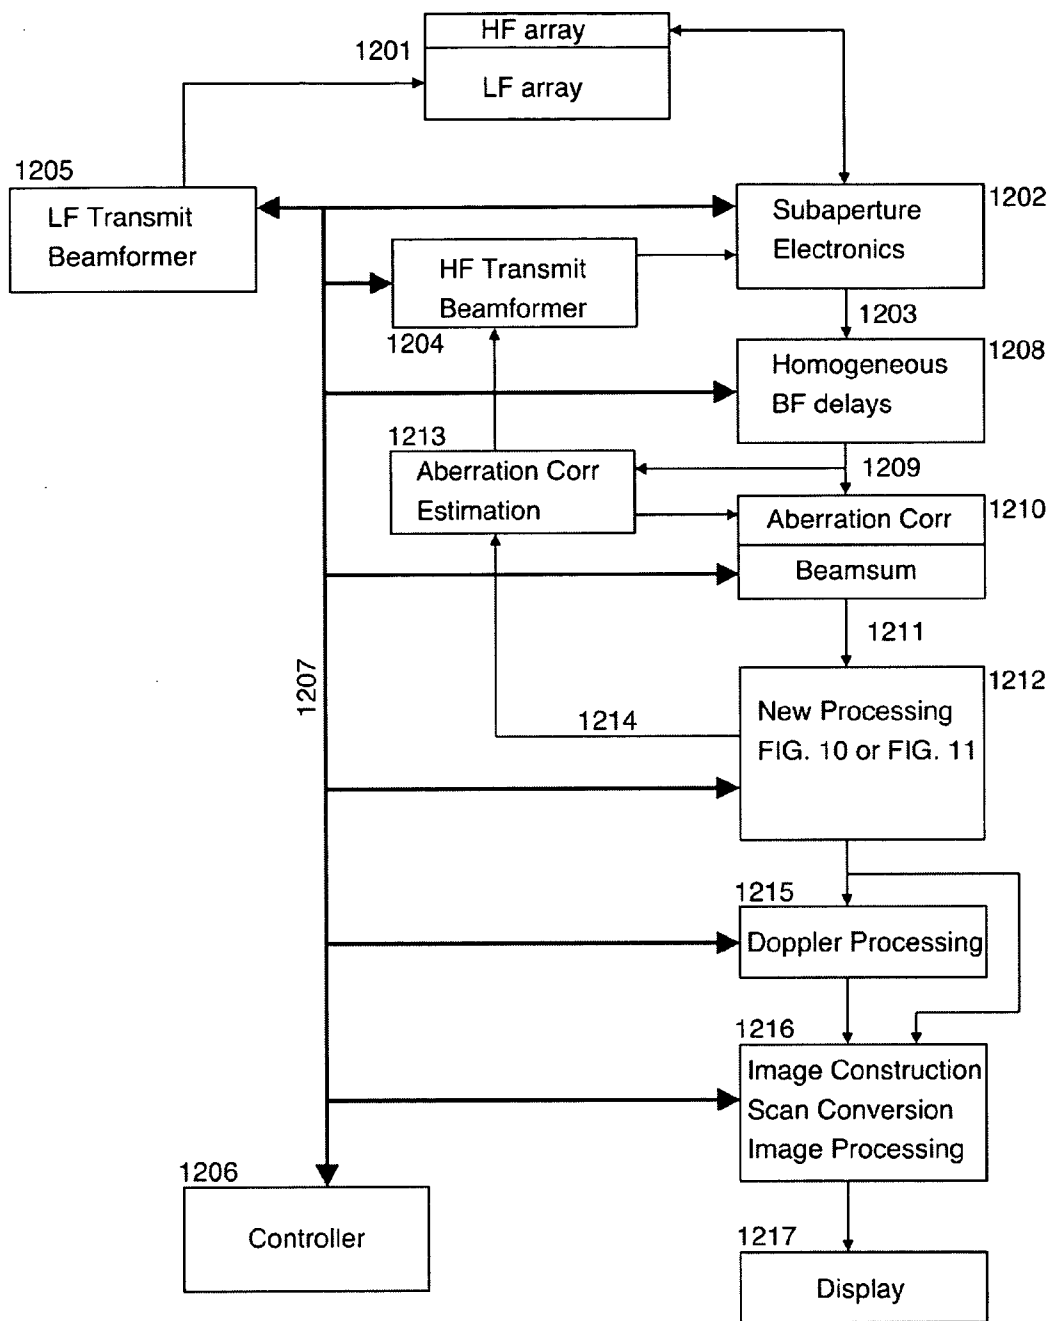 HF array
1201
LF array
1205
LF Transmit
Beamformer
Subaperture
Electronics
1202
HF Transmit
Beamformer
1204
1203
Homogeneous
BF delays
1208
1213
Aberration Corr
Estimation
1209
Aberration Corr
1210
Beamsum
1211
1207
New Processing
FIG. 10 or FIG. 11
1212
1214
1215
Doppler Processing
1216
Image Construction
Scan Conversion
Image Processing
1206
Controller
1217
Display